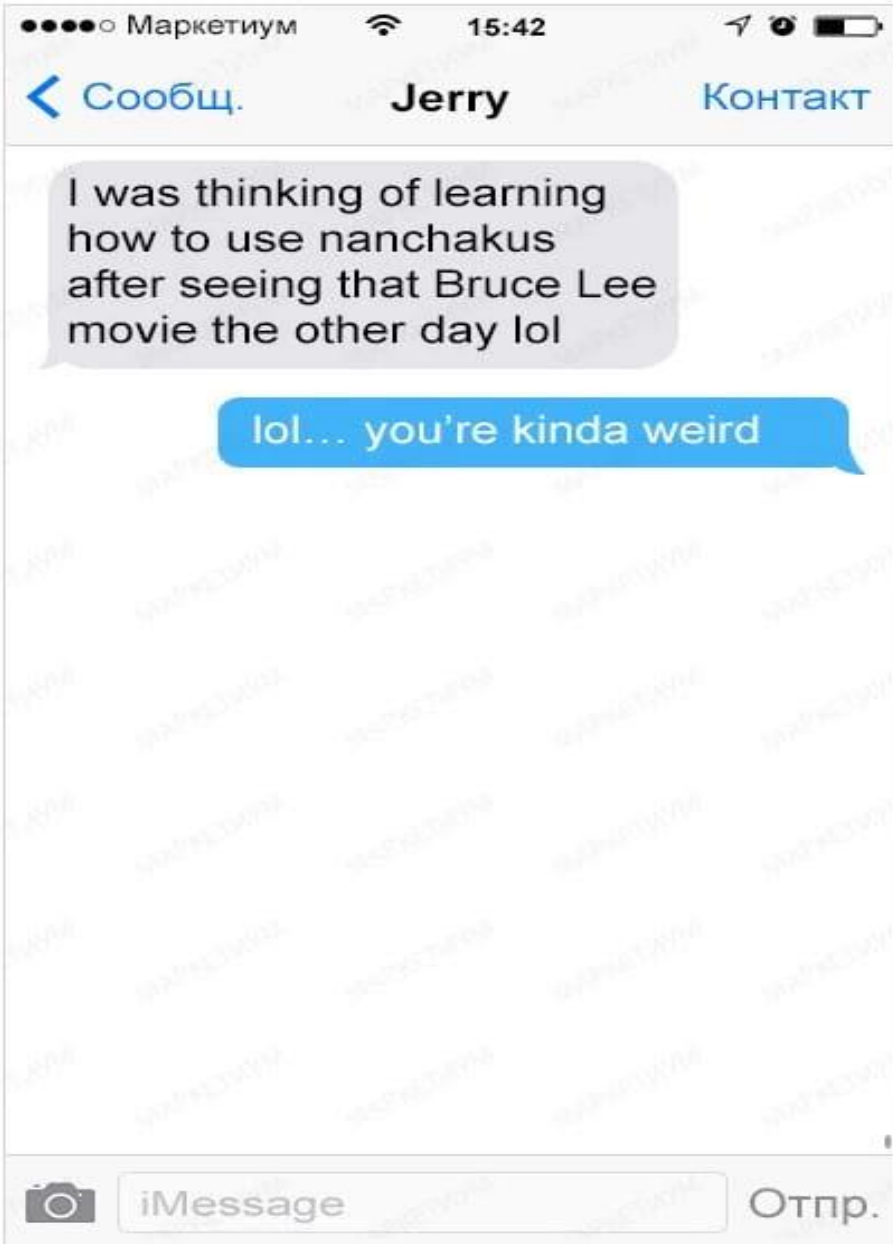 Маркетиум 15:42
Сообщ. Jerry Контакт
I was thinking of learning
how to use nanchakus
after seeing that Bruce Lee
movie the other day lol
lol... you're kinda weird
iMessage Отпр.